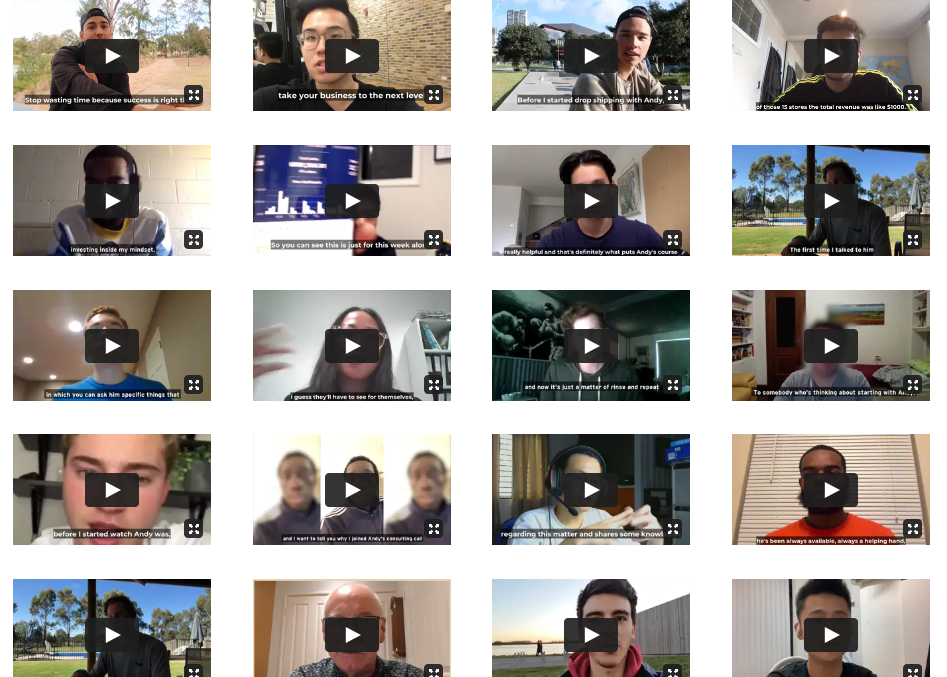 Stop wasting time because success is right
take your business to the next leve
Before I started drop shipping with Andy,
of those 15 stores the total revenue was like $1000.
investing inside my mindset.
So you can see this is just for this week alon
really helpful and that's definitely what puts Andy's course
The first time I talked to him
in which you can ask him specific things that
I guess they'll have to see for themselves,
and now it's just a matter of rinse and repeat
To somebody who's thinking about starting with Andy,
before I started watch Andy was,
and I want to tell you why I joined Andy's consulting call
regarding this matter and shares some knowl
he's been always available, always a helping hand,